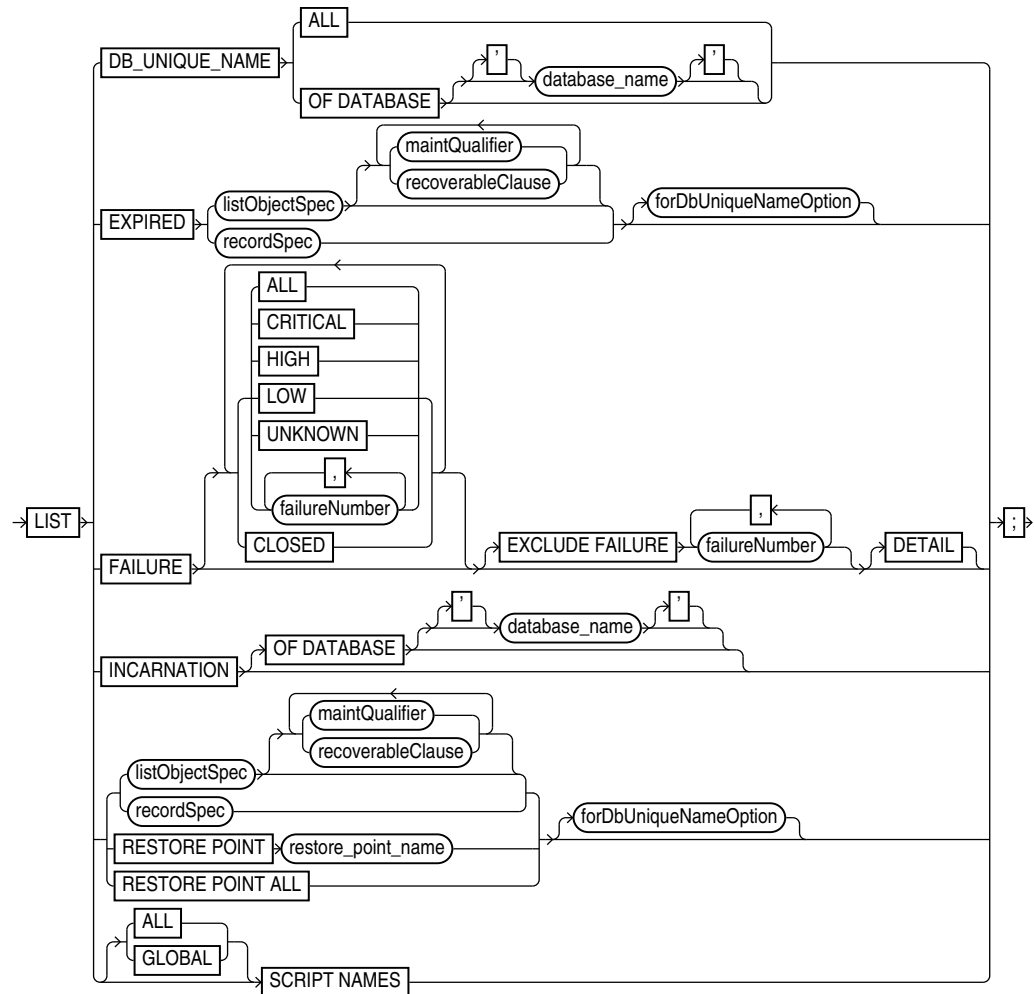 ALL
DB_UNIQUE_NAME
OF DATABASE ' database_name '
maintQualifier
recoverableClause
listObjectSpec
EXPIRED
recordSpec
forDbUniqueNameOption
ALL
CRITICAL
HIGH
LOW
UNKNOWN
,
failureNumber
CLOSED
LIST
FAILURE
EXCLUDE FAILURE
,
failureNumber
DETAIL
;
' database_name '
OF DATABASE
INCARNATION
maintQualifier
recoverableClause
listObjectSpec
recordSpec
forDbUniqueNameOption
RESTORE POINT restore_point_name
RESTORE POINT ALL
ALL
GLOBAL
SCRIPT NAMES